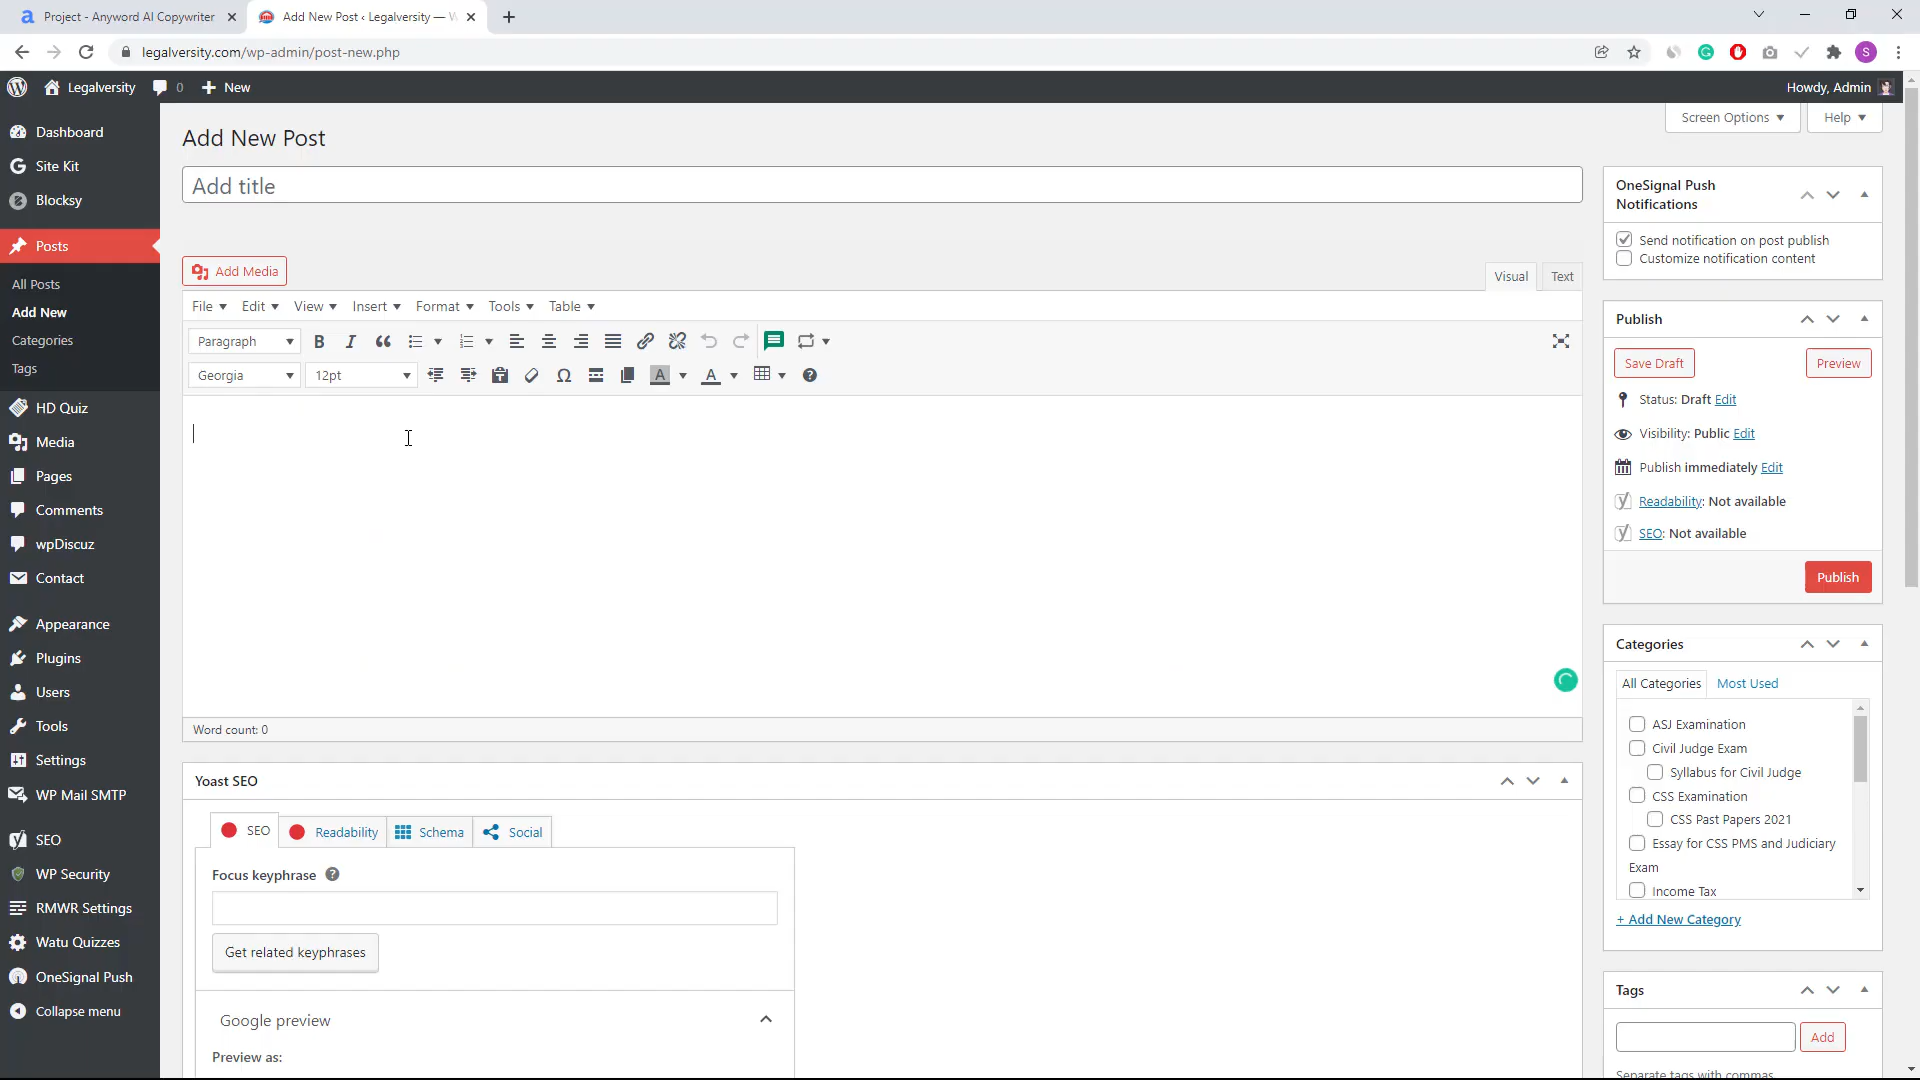 Project - Anyword AI Copywriter
Add New Post ‹ Legalversity — W
legalversity.com/wp-admin/post-new.php
S
Legalversity
0
New
Howdy, Admin
Dashboard
Site Kit
Blocksy
Posts
All Posts
Add New
Categories
Tags
HD Quiz
Media
Pages
Comments
wpDiscuz
Contact
Appearance
Plugins
Users
Tools
Settings
WP Mail SMTP
SEO
WP Security
RMWR Settings
Watu Quizzes
OneSignal Push
Collapse menu
Screen Options
Help
Add New Post
Add title
Add Media
Visual
Text
File
Edit
View
Insert
Format
Tools
Table
Paragraph
Georgia
12pt
Word count: 0
Yoast SEO
SEO
Readability
Schema
Social
Focus keyphrase
Get related keyphrases
Google preview
Preview as:
OneSignal Push
Notifications
Send notification on post publish
Customize notification content
Publish
Save Draft
Preview
Status: Draft Edit
Visibility: Public Edit
Publish immediately Edit
Readability: Not available
SEO: Not available
Publish
Categories
All Categories
Most Used
ASJ Examination
Civil Judge Exam
Syllabus for Civil Judge
CSS Examination
CSS Past Papers 2021
Essay for CSS PMS and Judiciary
Exam
Income Tax
+ Add New Category
Tags
Add
Separate tags with commas